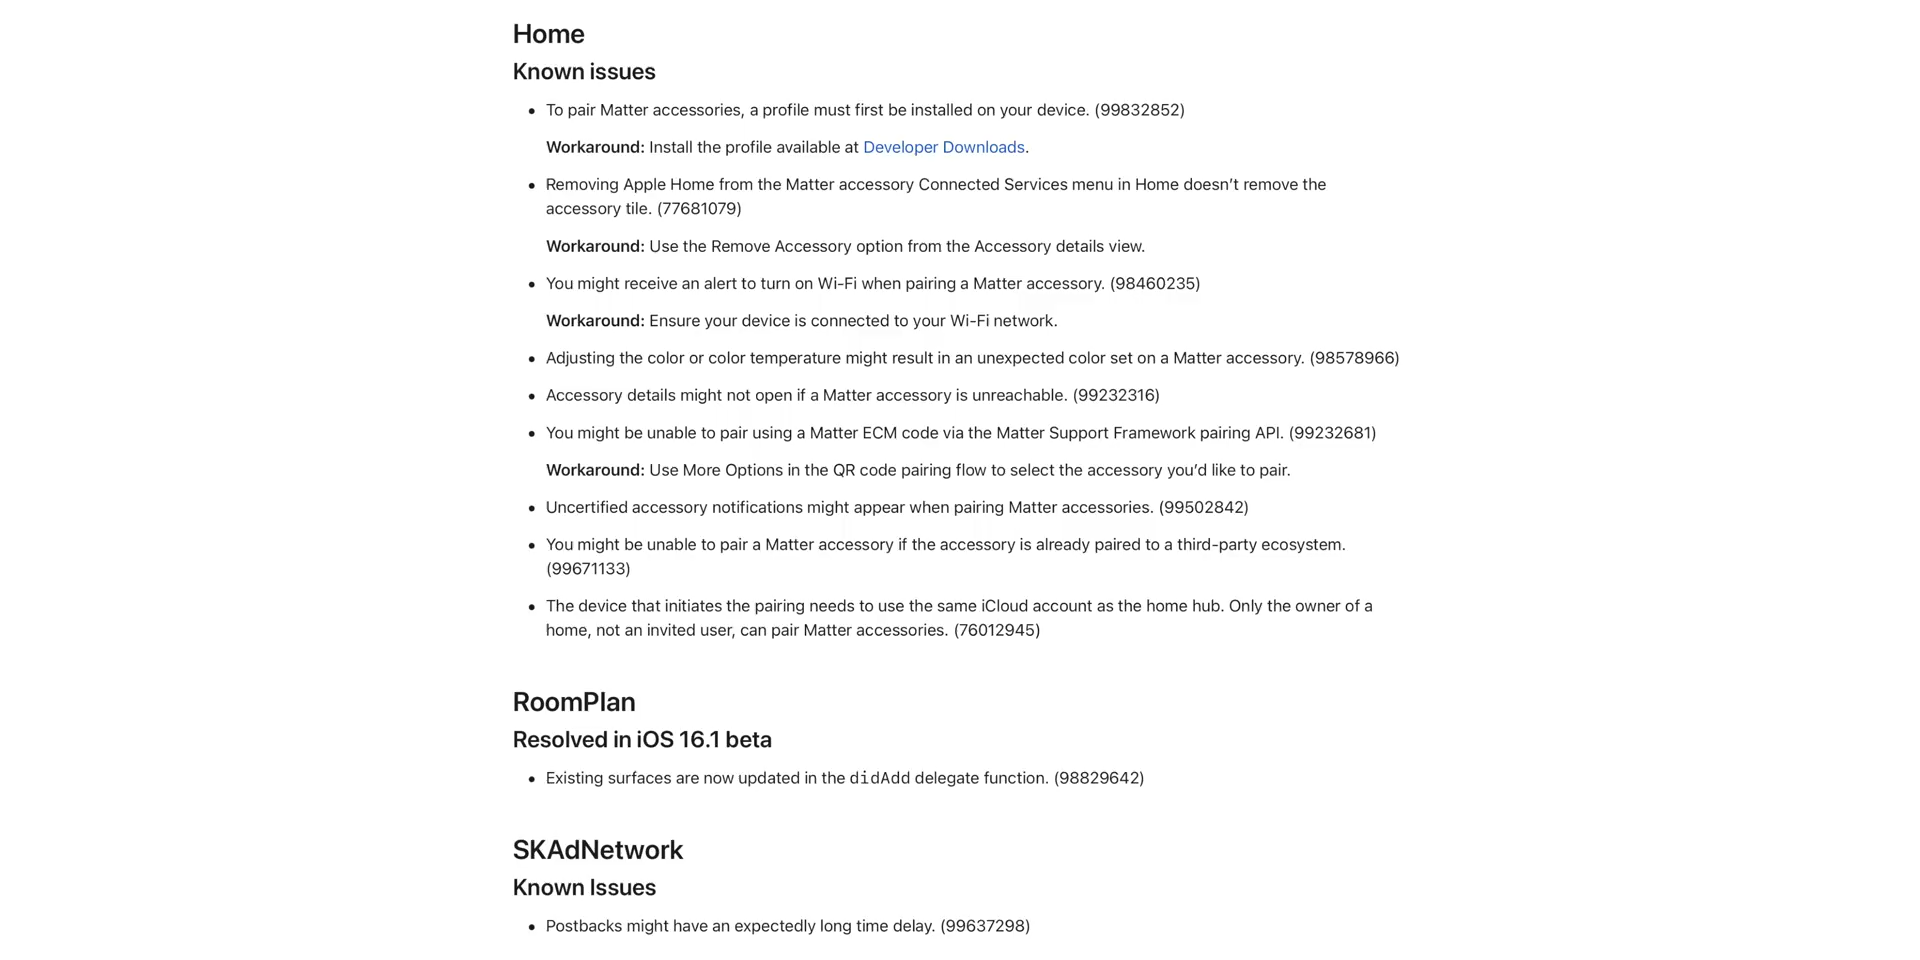 Home
Known issues
• To pair Matter accessories, a profile must first be installed on your device. (99832852)
Workaround: Install the profile available at Developer Downloads.
• Removing Apple Home from the Matter accessory Connected Services menu in Home doesn’t remove the
accessory tile. (77681079)
Workaround: Use the Remove Accessory option from the Accessory details view.
• You might receive an alert to turn on Wi-Fi when pairing a Matter accessory. (98460235)
Workaround: Ensure your device is connected to your Wi-Fi network.
• Adjusting the color or color temperature might result in an unexpected color set on a Matter accessory. (98578966)
• Accessory details might not open if a Matter accessory is unreachable. (99232316)
• You might be unable to pair using a Matter ECM code via the Matter Support Framework pairing API. (99232681)
Workaround: Use More Options in the QR code pairing flow to select the accessory you’d like to pair.
• Uncertified accessory notifications might appear when pairing Matter accessories. (99502842)
• You might be unable to pair a Matter accessory if the accessory is already paired to a third-party ecosystem.
(99671133)
• The device that initiates the pairing needs to use the same iCloud account as the home hub. Only the owner of a
home, not an invited user, can pair Matter accessories. (76012945)
RoomPlan
Resolved in iOS 16.1 beta
• Existing surfaces are now updated in the didAdd delegate function. (98829642)
SKAdNetwork
Known Issues
• Postbacks might have an expectedly long time delay. (99637298)